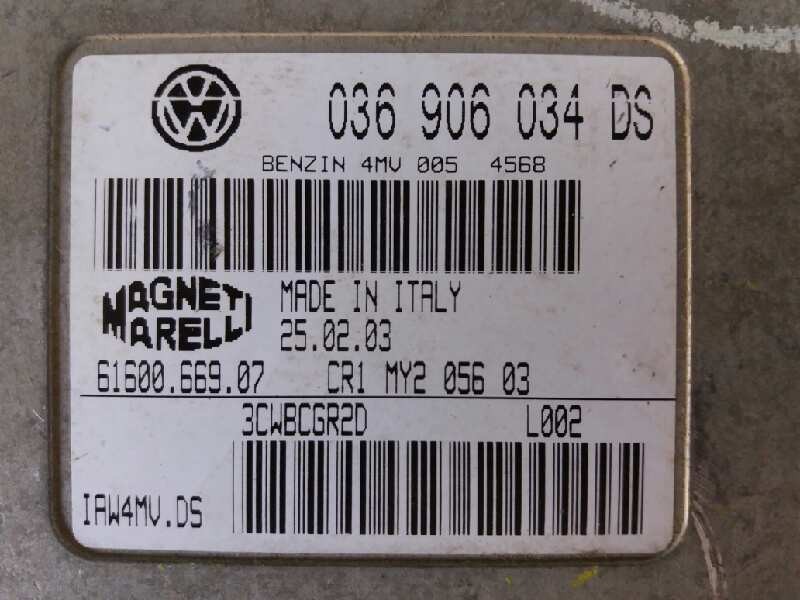 036 906 034 DS
BENZIN 4MV 005 4568
MAGNETI MARELLI
MADE IN ITALY
25.02.03
61600.669.07 CR1 MY2 056 03
3CWBCGR2D L002
IAW4MV.DS